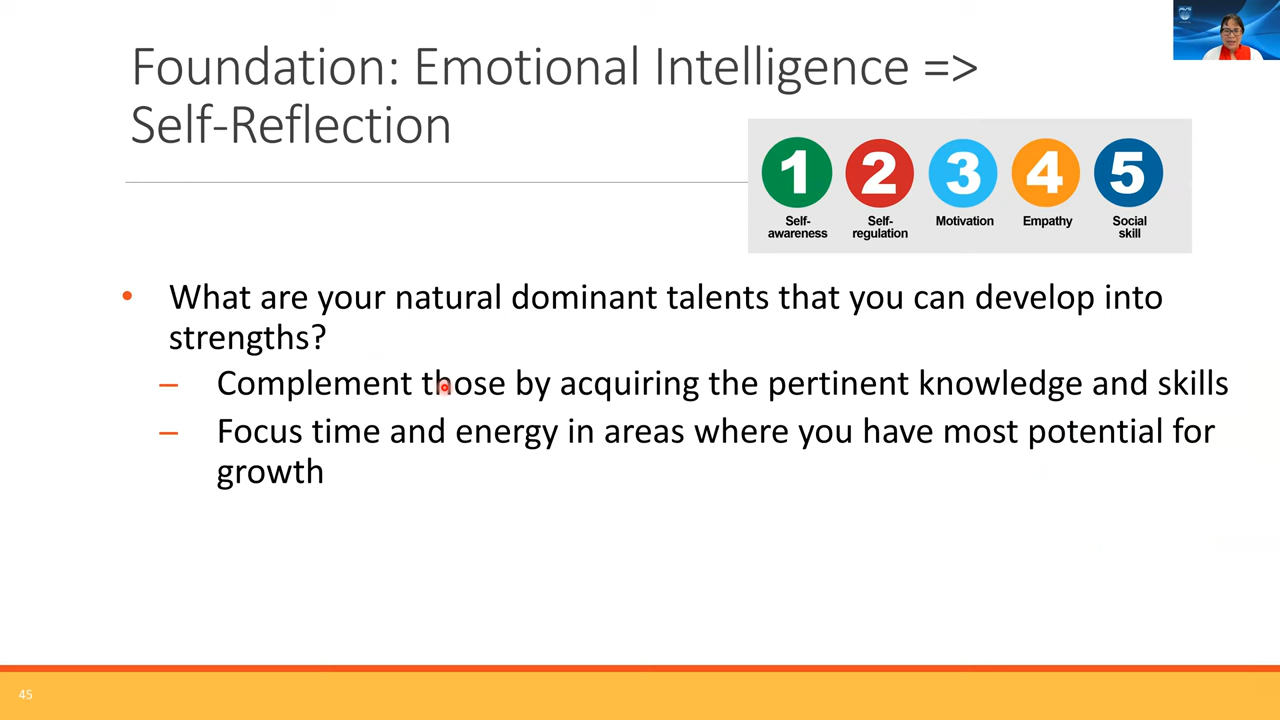 Foundation: Emotional Intelligence =>
Self-Reflection
1 2 3 4 5
Self-
awareness
Self-
regulation
Motivation
Empathy
Social
skill
• What are your natural dominant talents that you can develop into
strengths?
– Complement those by acquiring the pertinent knowledge and skills
– Focus time and energy in areas where you have most potential for
growth
45